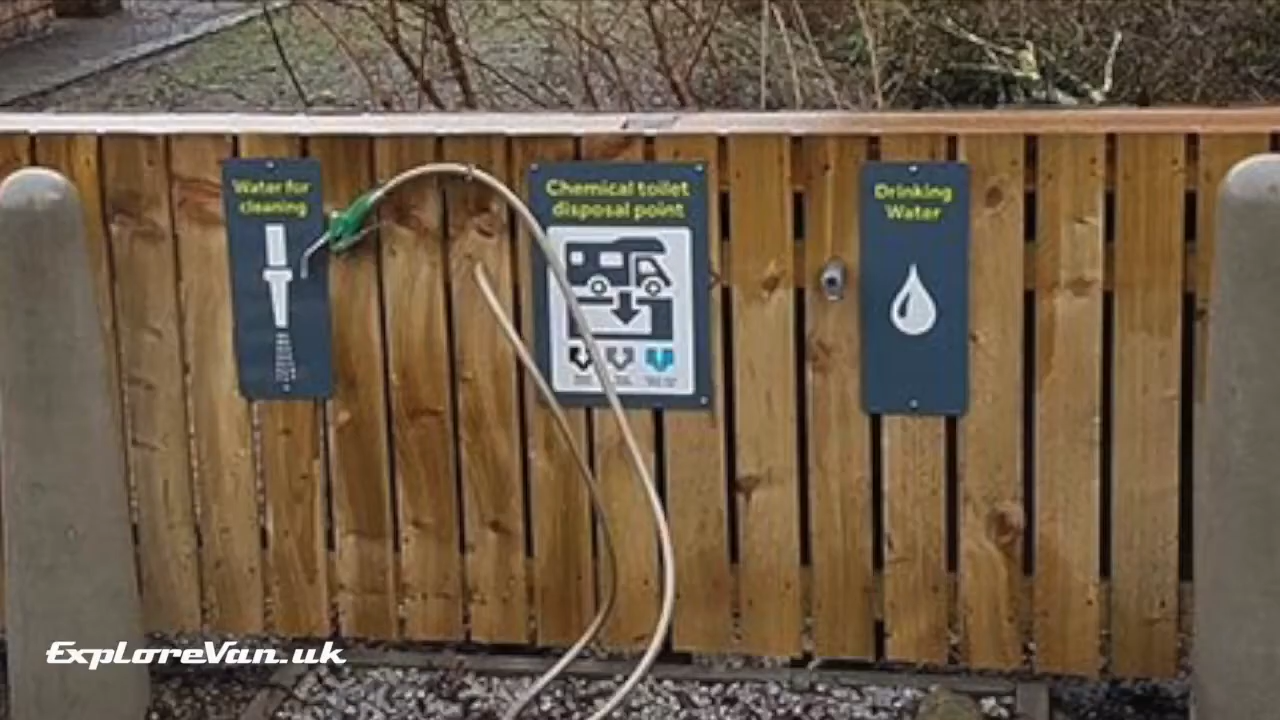 Water for
cleaning
Chemical toilet
disposal point
Drinking
Water
ExploreVan.uk